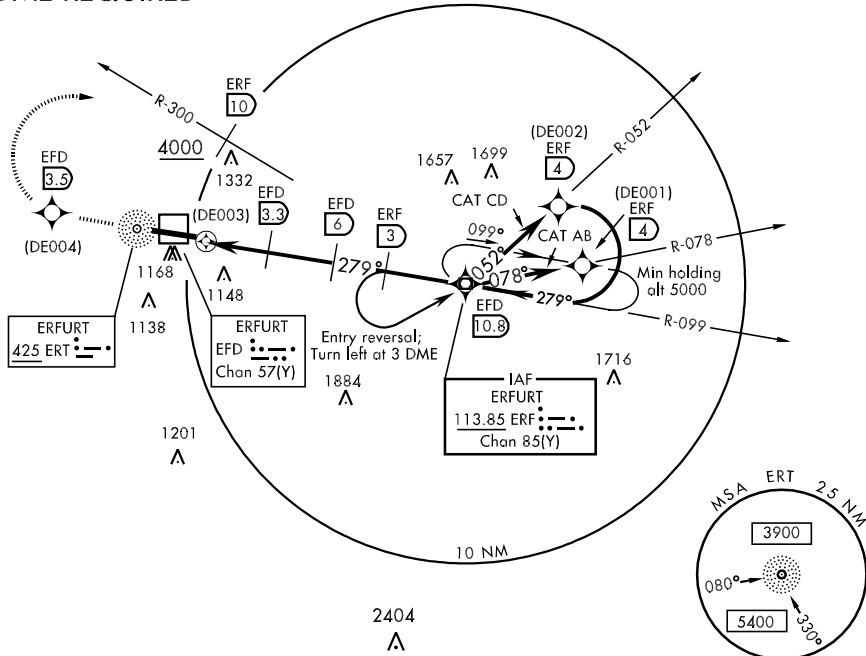 R-300
ERF
10
4000
1332
EFD
3.5
(DE004)
(DE003)
EFD
3.3
EFD
6
ERF
3
1657
1699
(DE002)
ERF
4
R-052
CAT CD
(DE001)
ERF
4
099°
CAT AB
R-078
052°
078°
Min holding
alt 5000
279°
279°
R-099
1168
1148
1138
EFD
10.8
ERFURT
425 ERT
ERFURT
EFD
Chan 57(Y)
Entry reversal;
Turn left at 3 DME
1884
1716
IAF
ERFURT
113.85 ERF
Chan 85(Y)
1201
10 NM
2404
MSA ERT 25 NM
3900
080°
5400
330°